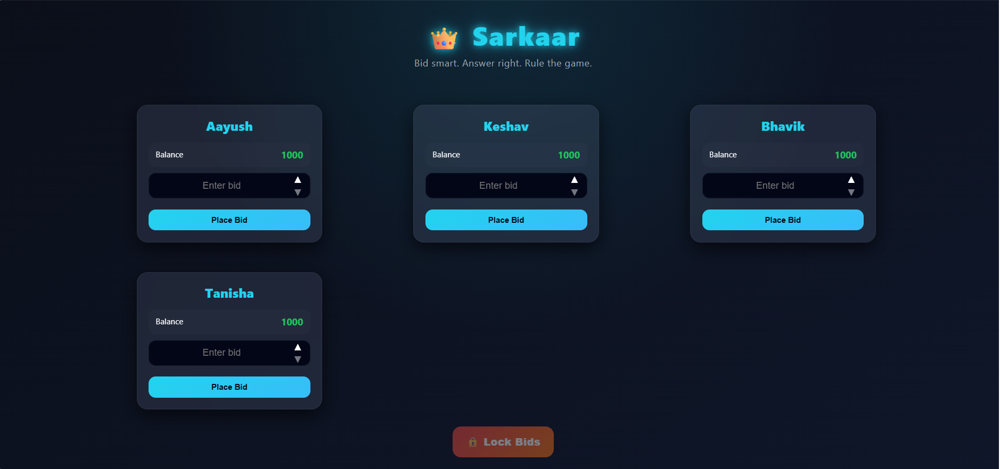 👑 Sarkaar
Bid smart. Answer right. Rule the game.
Aayush
Balance 1000
Enter bid
Place Bid
Keshav
Balance 1000
Enter bid
Place Bid
Bhavik
Balance 1000
Enter bid
Place Bid
Tanisha
Balance 1000
Enter bid
Place Bid
🔒 Lock Bids